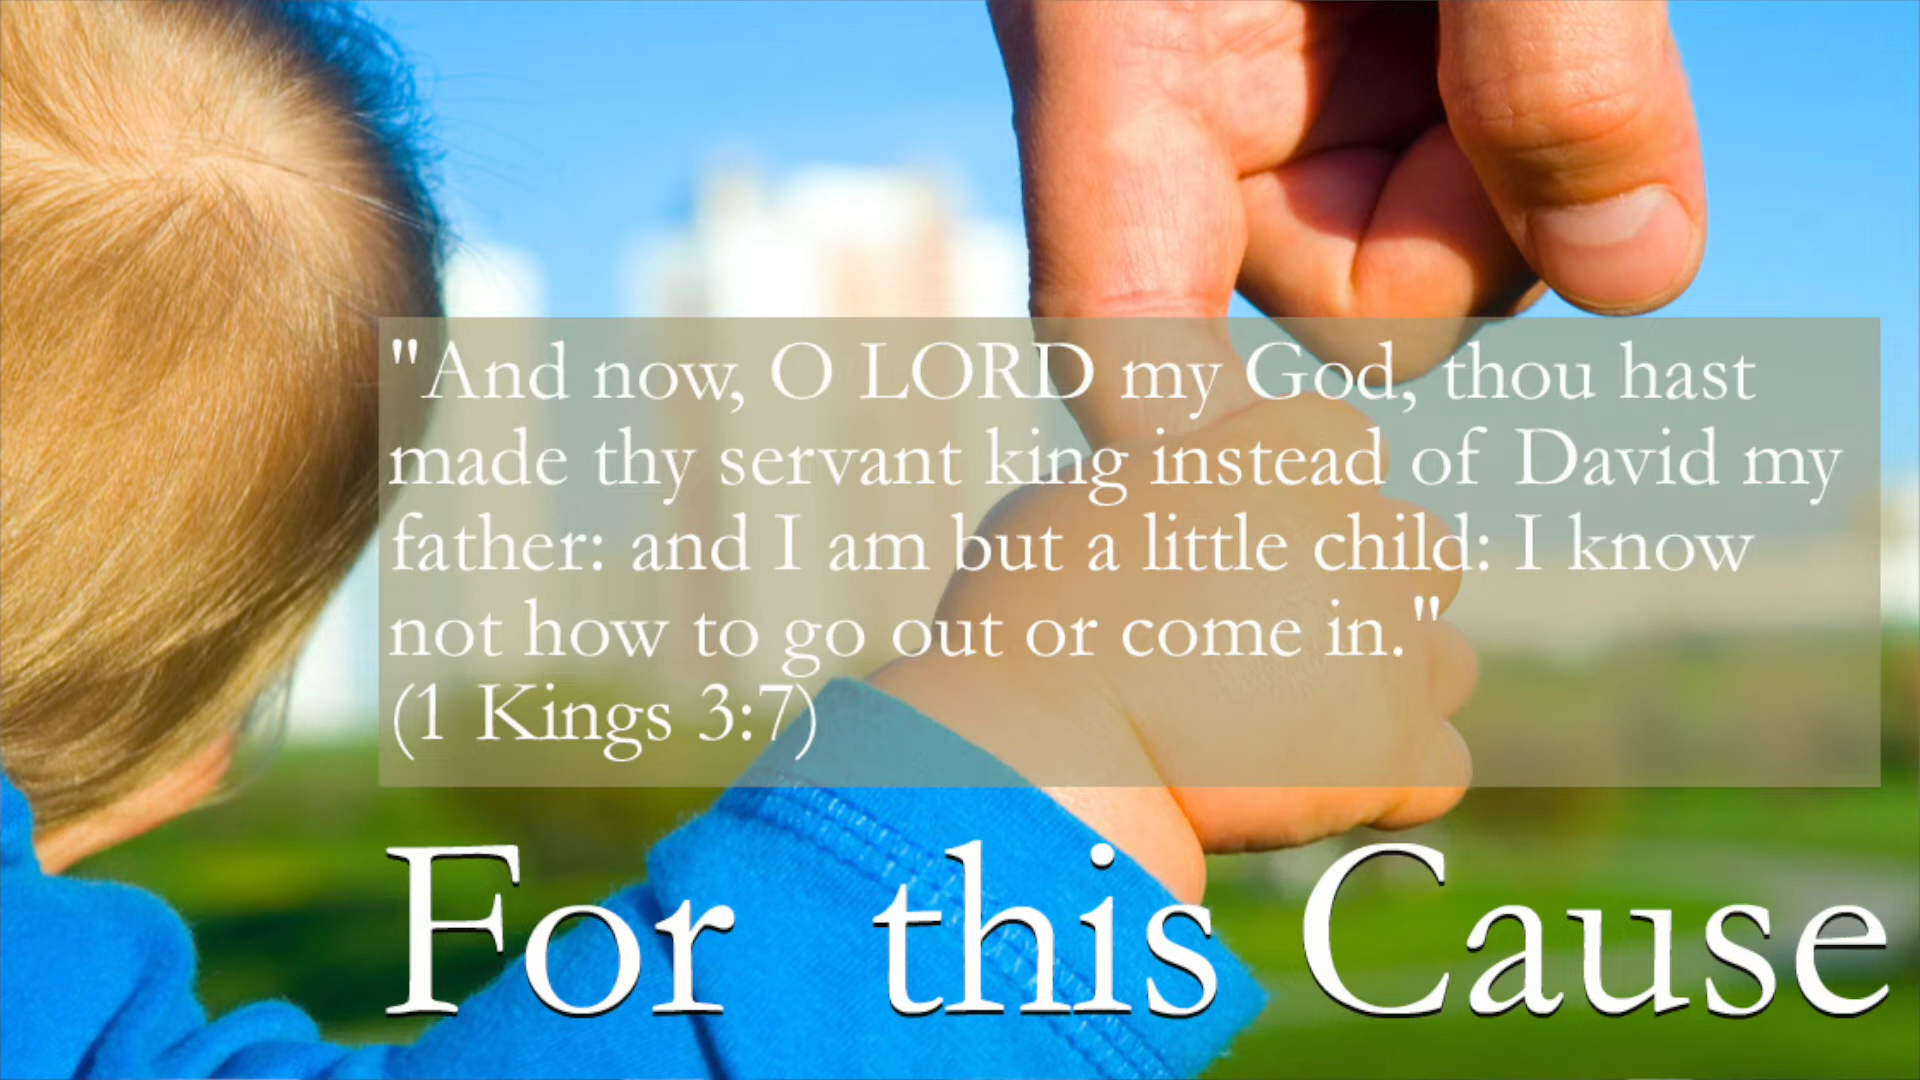 "And now, O LORD my God, thou hast
made thy servant king instead of David my
father: and I am but a little child: I know
not how to go out or come in."
(1 Kings 3:7)
For this Cause